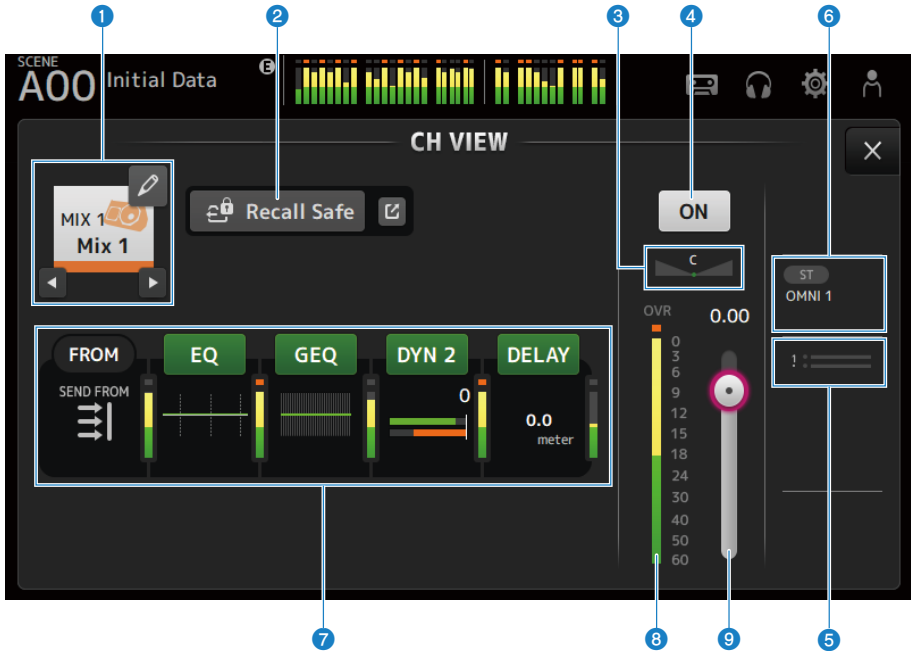 1 2 3 4 6
SCENE
A00 Initial Data E
CH VIEW
MIX 1
Mix 1
Recall Safe
ON
C
ST
OMNI 1
OVR 0.00
0
3
6
9
12
15
18
24
30
40
50
60
!
FROM EQ GEQ DYN 2 DELAY
SEND FROM
0
0.0
meter
7 8 9 5